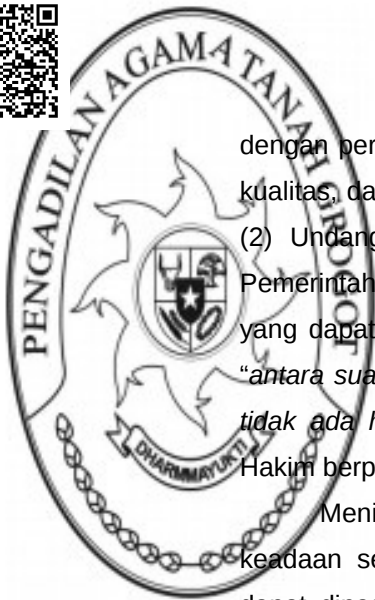 PENGADILAN AGAMA TANAH GROGOT
DHARMMAYUKTI
dengan per
kualitas, da
(2) Undang
Pemerintah
yang dapat
“antara sua
tidak ada h
Hakim berp
Meni
keadaan se